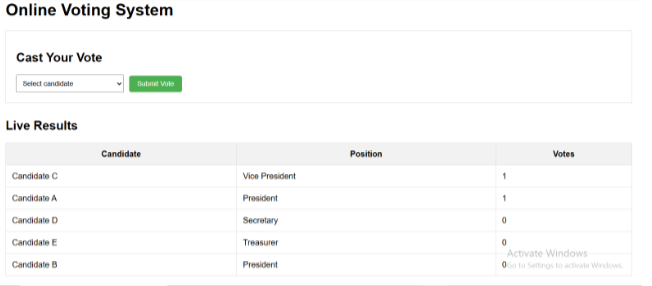 Online Voting System
Cast Your Vote
Select candidate Submit Vote
Live Results
Candidate Position Votes
Candidate C Vice President 1
Candidate A President 1
Candidate D Secretary 0
Candidate E Treasurer 0
Candidate B President 0
Activate Windows
Go to Settings to activate Windows.